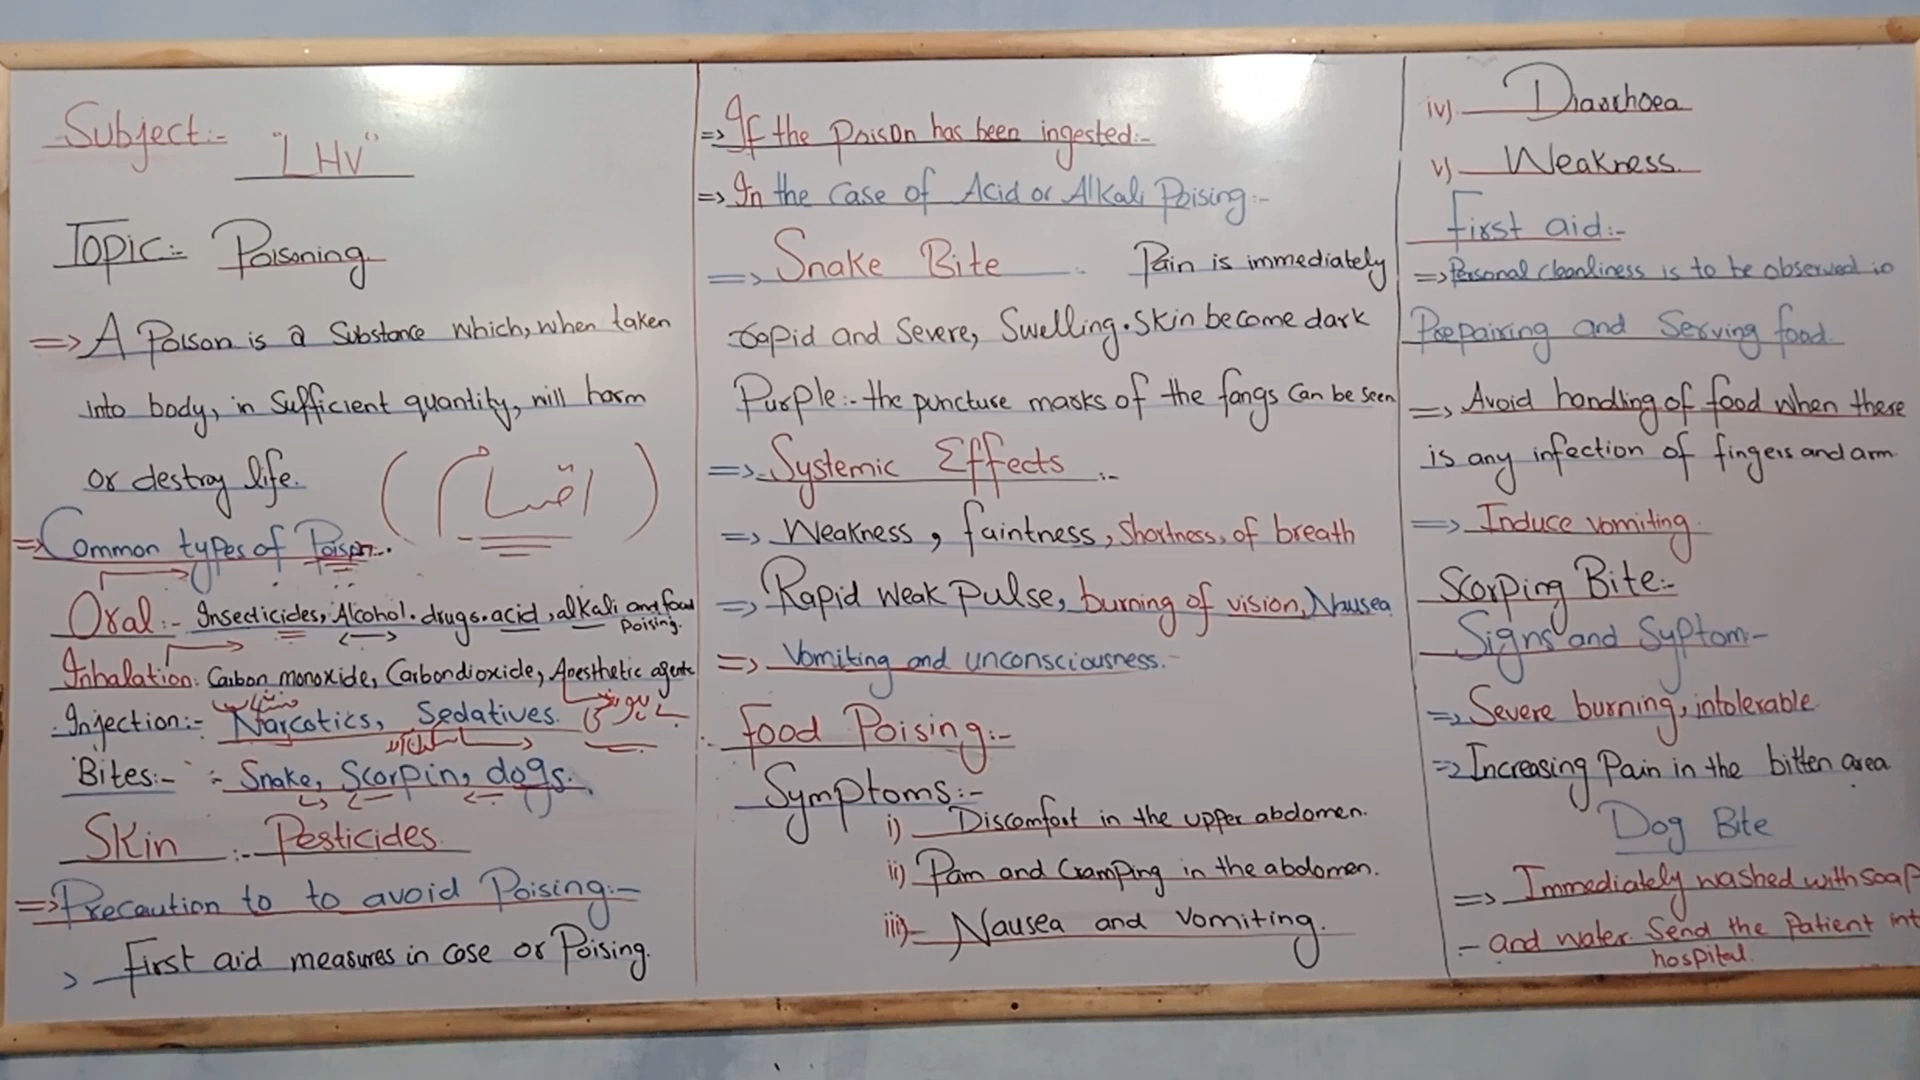 Subject:- "LHV"
Topic:- Poisoning
=> A Poison is a Substance which, when taken
into body, in sufficient quantity, will harm
or destroy life.
(اقسام)
=> Common types of Poison..
Oral:- Insecticides, Alcohol. drugs. acid, alkali and food
Poising.
Inhalation: Carbon monoxide, Carbondioxide, Anesthetic agents
Injection:- Narcotics, Sedatives.
Bites:- :- Snake, Scorpin, dogs.
Skin :- Pesticides.
=> Precaution to to avoid Poising:-
> First aid measures in case or Poising.
=> If the Poison has been ingested:-
=> In the case of Acid or Alkali Poising:-
=> Snake Bite :- Pain is immediately
rapid and severe, Swelling. Skin become dark
Purple:- the puncture marks of the fangs can be seen
=> Systemic Effects :-
=> Weakness, faintness, shortness, of breath
=> Rapid weak pulse, burning of vision, Nausea
=> Vomiting and unconsciousness.-
Food Poising:-
Symptoms:-
i) Discomfort in the upper abdomen.
ii) Pam and Cramping in the abdomen.
iii)- Nausea and vomiting.
iv) Diaorhoea
v) Weakness.
First aid:-
=> Personal cleanliness is to be observed in
Prepairing and Serving food.
=> Avoid handling of food when there
is any infection of fingers and arm.
=> Induce vomiting.
Scorping Bite:-
Signs and Syptom:-
=> Severe burning, intolerable.
=> Increasing Pain in the bitten area.
Dog Bite
=> Immediately washed with soap
- and water. Send the Patient int
hospital.